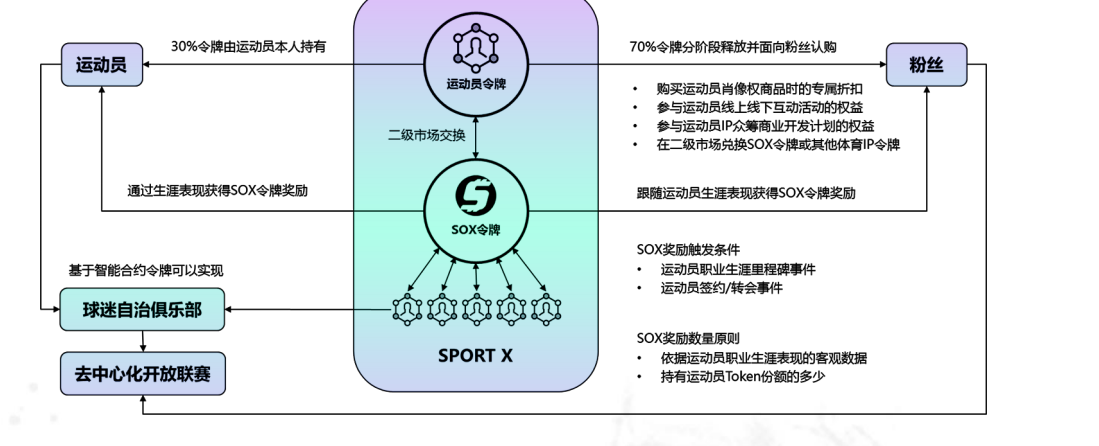 30%令牌由运动员本人持有
70%令牌分阶段释放并面向粉丝认购
运动员
运动员令牌
粉丝
• 购买运动员肖像权商品时的专属折扣
• 参与运动员线上线下互动活动的权益
• 参与运动员IP众筹商业开发计划的权益
• 在二级市场兑换SOX令牌或其他体育IP令牌
二级市场交换
通过生涯表现获得SOX令牌奖励
跟随运动员生涯表现获得SOX令牌奖励
SOX令牌
SOX奖励触发条件
• 运动员职业生涯里程碑事件
• 运动员签约/转会事件
基于智能合约令牌可以实现
球迷自治俱乐部
去中心化开放联赛
SPORT X
SOX奖励数量原则
• 依据运动员职业生涯表现的客观数据
• 持有运动员Token份额的多少